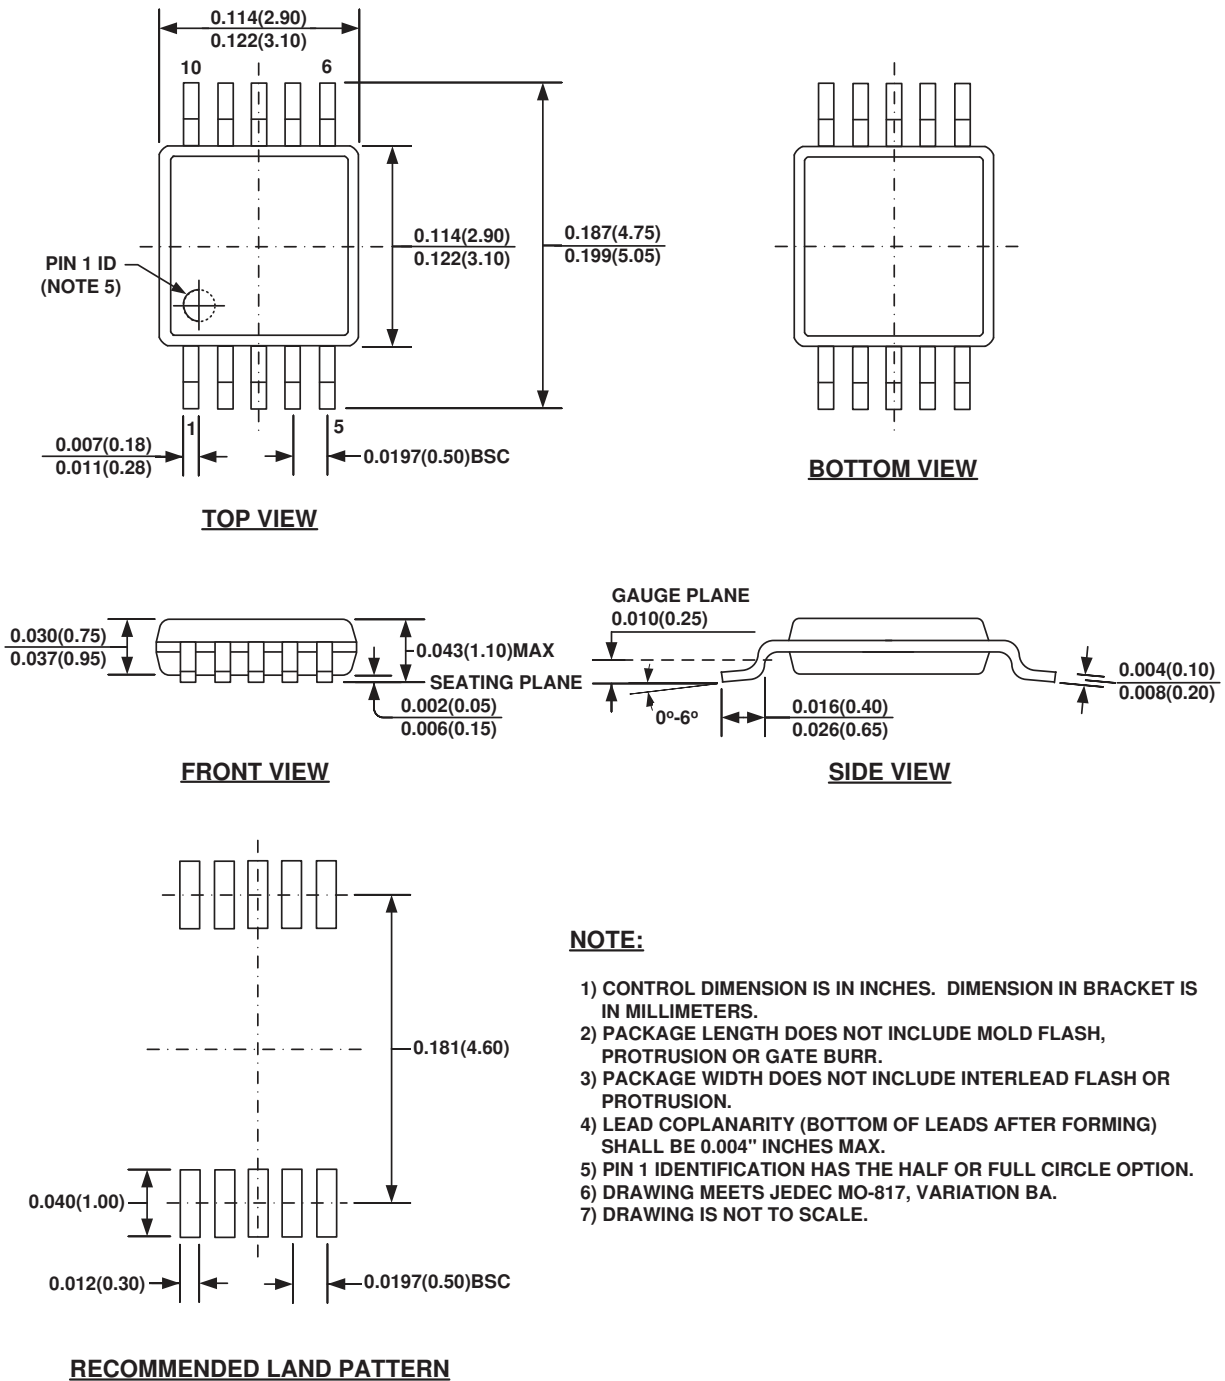 0.114(2.90)
0.122(3.10)
10
6
0.114(2.90)
0.122(3.10)
0.187(4.75)
0.199(5.05)
PIN 1 ID
(NOTE 5)
1
5
0.007(0.18)
0.011(0.28)
0.0197(0.50)BSC
TOP VIEW
BOTTOM VIEW
0.030(0.75)
0.037(0.95)
0.043(1.10)MAX
SEATING PLANE
0.002(0.05)
0.006(0.15)
FRONT VIEW
GAUGE PLANE
0.010(0.25)
0º-6º
0.016(0.40)
0.026(0.65)
0.004(0.10)
0.008(0.20)
SIDE VIEW
0.181(4.60)
0.040(1.00)
0.012(0.30)
0.0197(0.50)BSC
RECOMMENDED LAND PATTERN
NOTE:
1) CONTROL DIMENSION IS IN INCHES. DIMENSION IN BRACKET IS
IN MILLIMETERS.
2) PACKAGE LENGTH DOES NOT INCLUDE MOLD FLASH,
PROTRUSION OR GATE BURR.
3) PACKAGE WIDTH DOES NOT INCLUDE INTERLEAD FLASH OR
PROTRUSION.
4) LEAD COPLANARITY (BOTTOM OF LEADS AFTER FORMING)
SHALL BE 0.004" INCHES MAX.
5) PIN 1 IDENTIFICATION HAS THE HALF OR FULL CIRCLE OPTION.
6) DRAWING MEETS JEDEC MO-817, VARIATION BA.
7) DRAWING IS NOT TO SCALE.